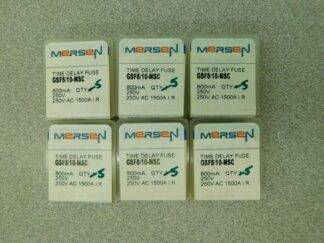 MERSEN
TIME DELAY FUSE
GSF8/10-MSC
800mA QTY 5
250V
250V AC 1500A I.R
MERSEN
TIME DELAY FUSE
GSF8/10-MSC
800mA QTY 5
250V
250V AC 1500A I.R
MERSEN
TIME DELAY FUSE
GSF8/10-MSC
800mA QTY 5
250V
250V AC 1500A I.R
MERSEN
TIME DELAY FUSE
GSF8/10-MSC
800mA QTY 5
250V
250V AC 1500A I.R
MERSEN
TIME DELAY FUSE
GSF8/10-MSC
800mA QTY 5
250V
250V AC 1500A I.R
MERSEN
TIME DELAY FUSE
GSF8/10-MSC
800mA QTY 5
250V
250V AC 1500A I.R